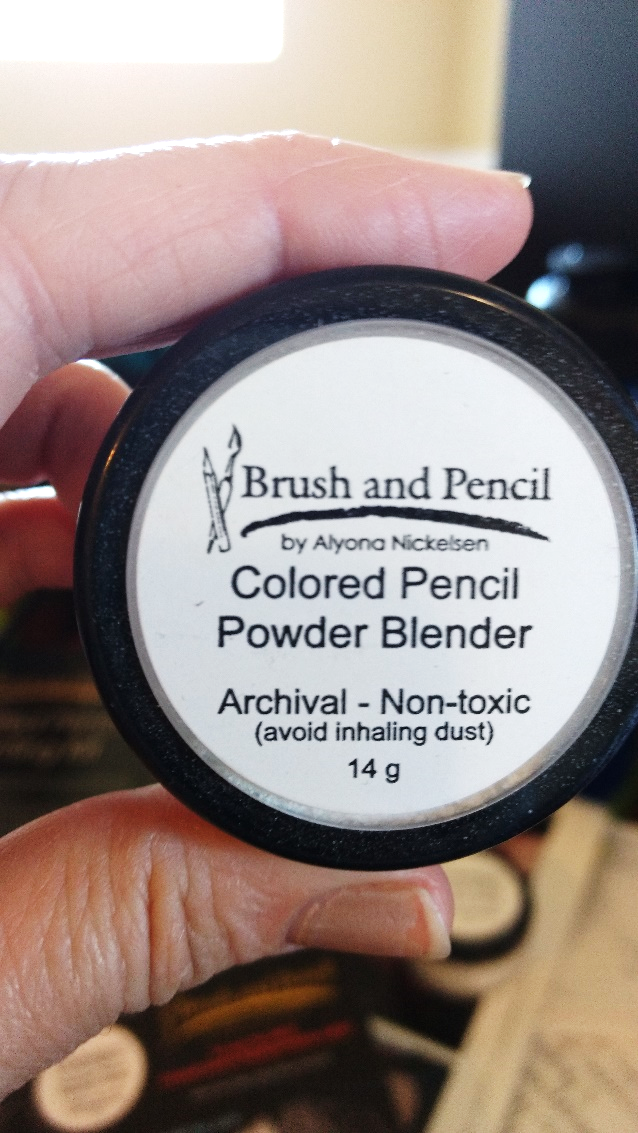 Brush and Pencil
by Alyona Nickelsen
Colored Pencil
Powder Blender
Archival - Non-toxic
(avoid inhaling dust)
14 g